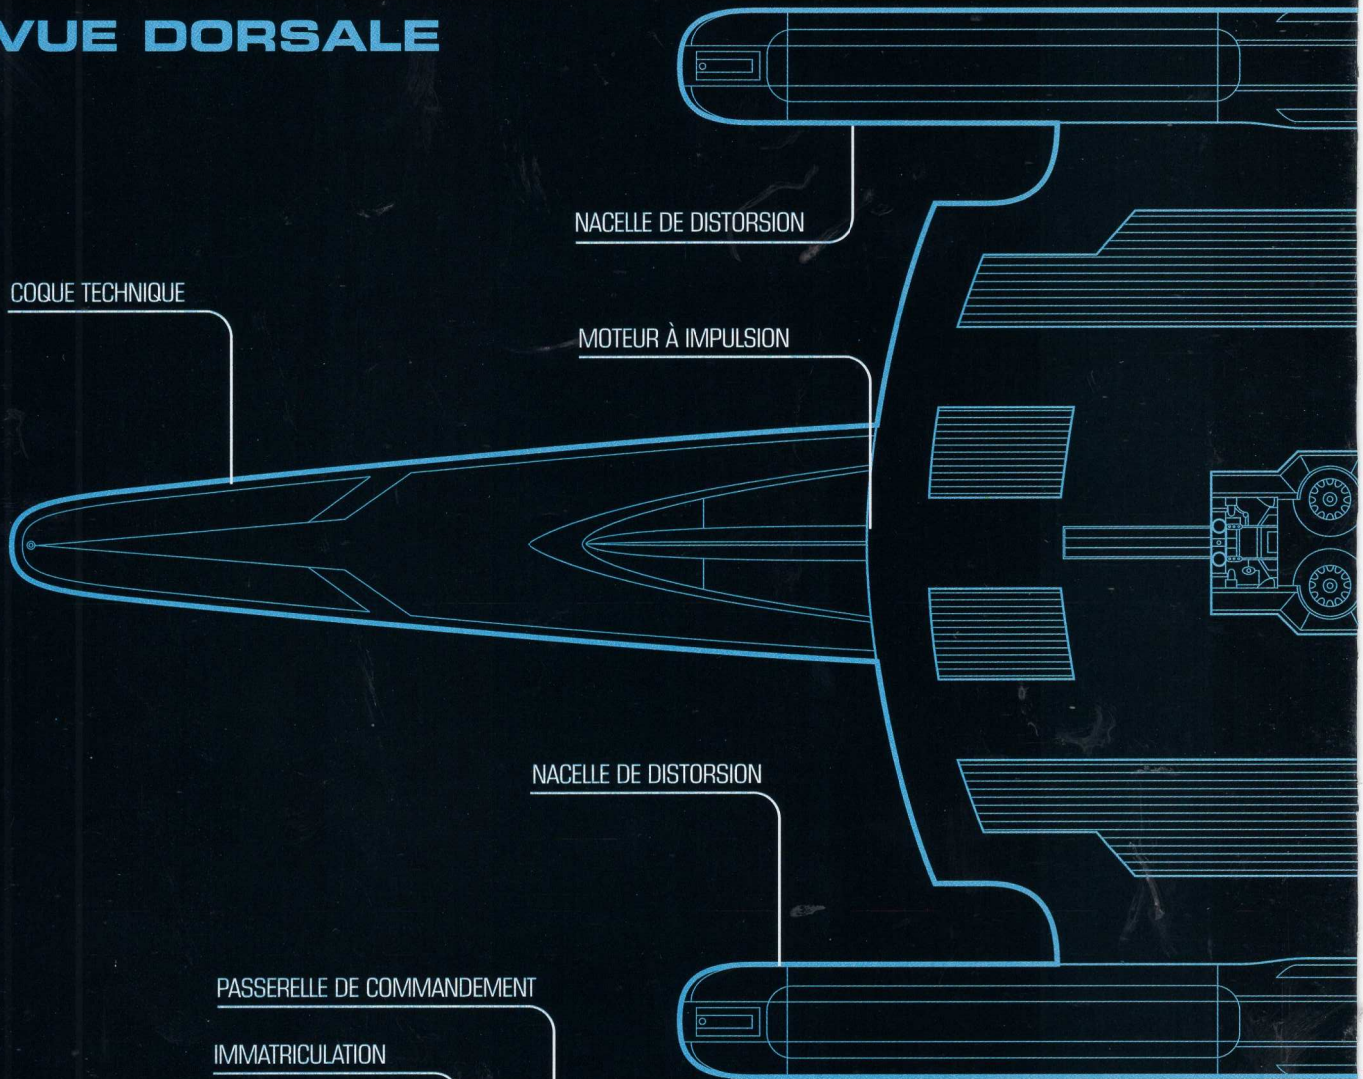 VUE DORSALE
NACELLE DE DISTORSION
COQUE TECHNIQUE
MOTEUR À IMPULSION
NACELLE DE DISTORSION
PASSERELLE DE COMMANDEMENT
IMMATRICULATION